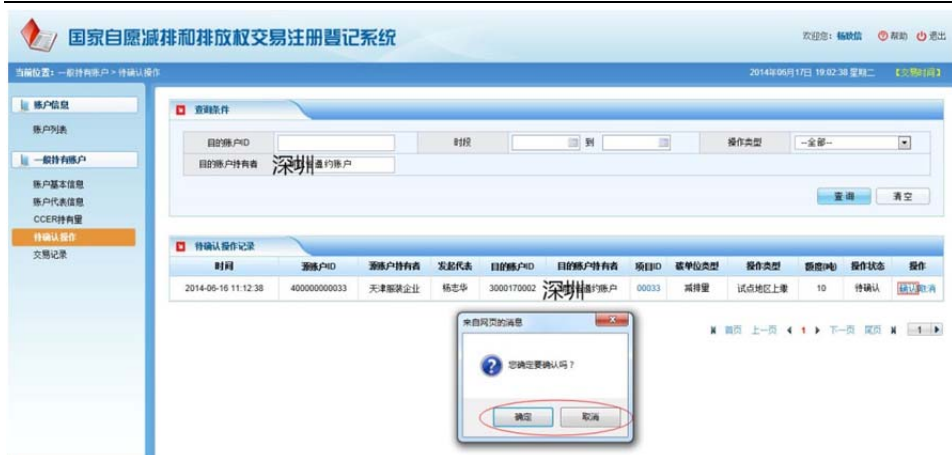 国家自愿减排和排放权交易注册登记系统
欢迎您：杨晓信 帮助 退出
当前位置：一般持有账户 > 待确认操作
2014年06月17日 19:02:38 星期二 【交易时间】
账户信息
账户列表
一般持有账户
账户基本信息
账户代表信息
CCER持有量
待确认操作
交易记录
查询条件
目的账户ID 时段 到 操作类型 --全部--
目的账户持有者 深圳 遵约账户
查询 清空
待确认操作记录
时间 源账户ID 源账户持有者 发起代表 目的账户ID 目的账户持有者 项目ID 碳单位类型 操作类型 额度(吨) 操作状态 操作
2014-06-16 11:12:38 400000000033 天津服装企业 杨志华 3000170002 深圳 遵约账户 00033 减排量 试点地区上缴 10 待确认 确认 取消
首页 上一页 1 下一页 尾页 1
来自网页的消息
您确定要确认吗？
确定 取消